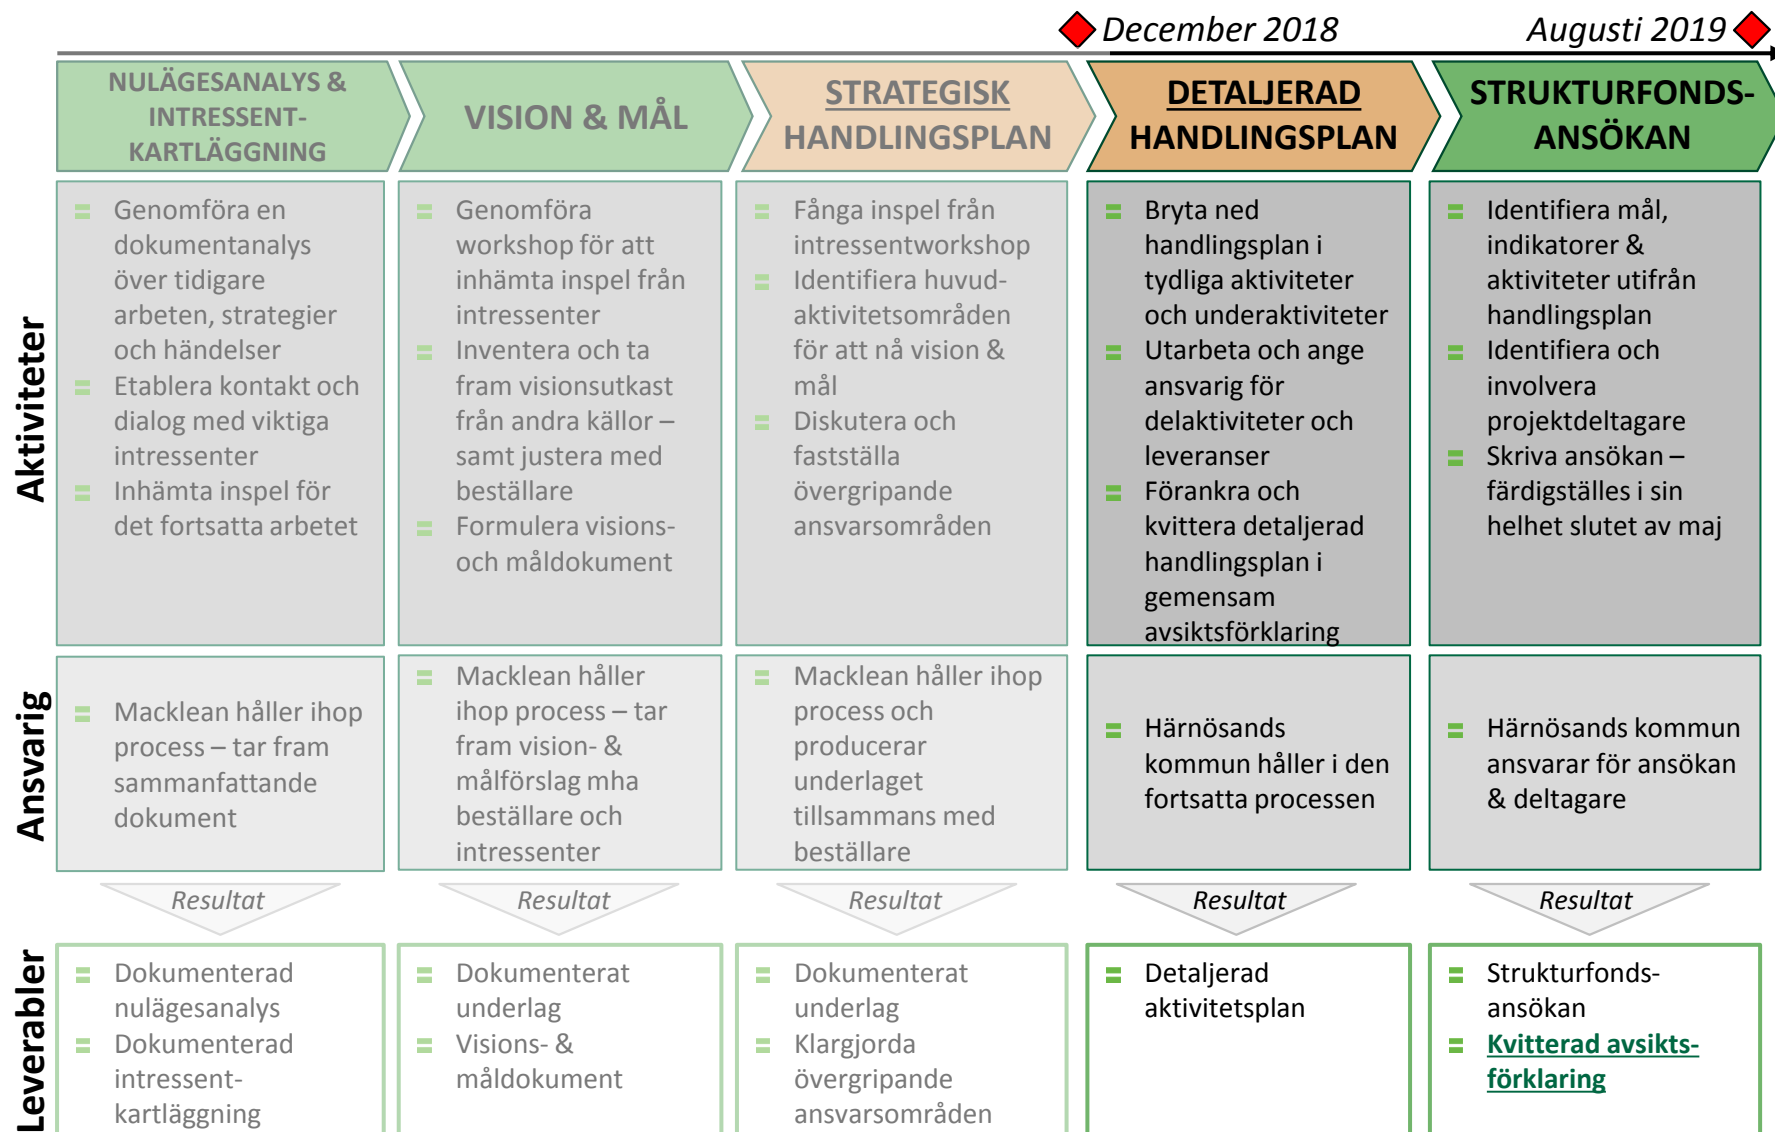 December 2018
Augusti 2019
NULÄGESANALYS &
INTRESSENT-
KARTLÄGGNING
VISION & MÅL
STRATEGISK
HANDLINGSPLAN
DETALJERAD
HANDLINGSPLAN
STRUKTURFONDS-
ANSÖKAN
Aktiviteter
Genomföra en
dokumentanalys
över tidigare
arbeten, strategier
och händelser
Etablera kontakt och
dialog med viktiga
intressenter
Inhämta inspel för
det fortsatta arbetet
Genomföra
workshop för att
inhämta inspel från
intressenter
Inventera och ta
fram visionsutkast
från andra källor –
samt justera med
beställare
Formulera visions-
och måldokument
Fånga inspel från
intressentworkshop
Identifiera huvud-
aktivitetsområden
för att nå vision &
mål
Diskutera och
fastställa
övergripande
ansvarsområden
Bryta ned
handlingsplan i
tydliga aktiviteter
och underaktiviteter
Utarbeta och ange
ansvarig för
delaktiviteter och
leveranser
Förankra och
kvittera detaljerad
handlingsplan i
gemensam
avsiktsförklaring
Identifiera mål,
indikatorer &
aktiviteter utifrån
handlingsplan
Identifiera och
involvera
projektdeltagare
Skriva ansökan –
färdigställes i sin
helhet slutet av maj
Ansvarig
Macklean håller ihop
process – tar fram
sammanfattande
dokument
Macklean håller
ihop process – tar
fram vision- &
målförslag mha
beställare och
intressenter
Macklean håller ihop
process och
producerar
underlaget
tillsammans med
beställare
Härnösands
kommun håller i den
fortsatta processen
Härnösands kommun
ansvarar för ansökan
& deltagare
Resultat
Resultat
Resultat
Resultat
Resultat
Leverabler
Dokumenterad
nulägesanalys
Dokumenterad
intressent-
kartläggning
Dokumenterat
underlag
Visions- &
måldokument
Dokumenterat
underlag
Klargjorda
övergripande
ansvarsområden
Detaljerad
aktivitetsplan
Strukturfonds-
ansökan
Kvitterad avsikts-
förklaring